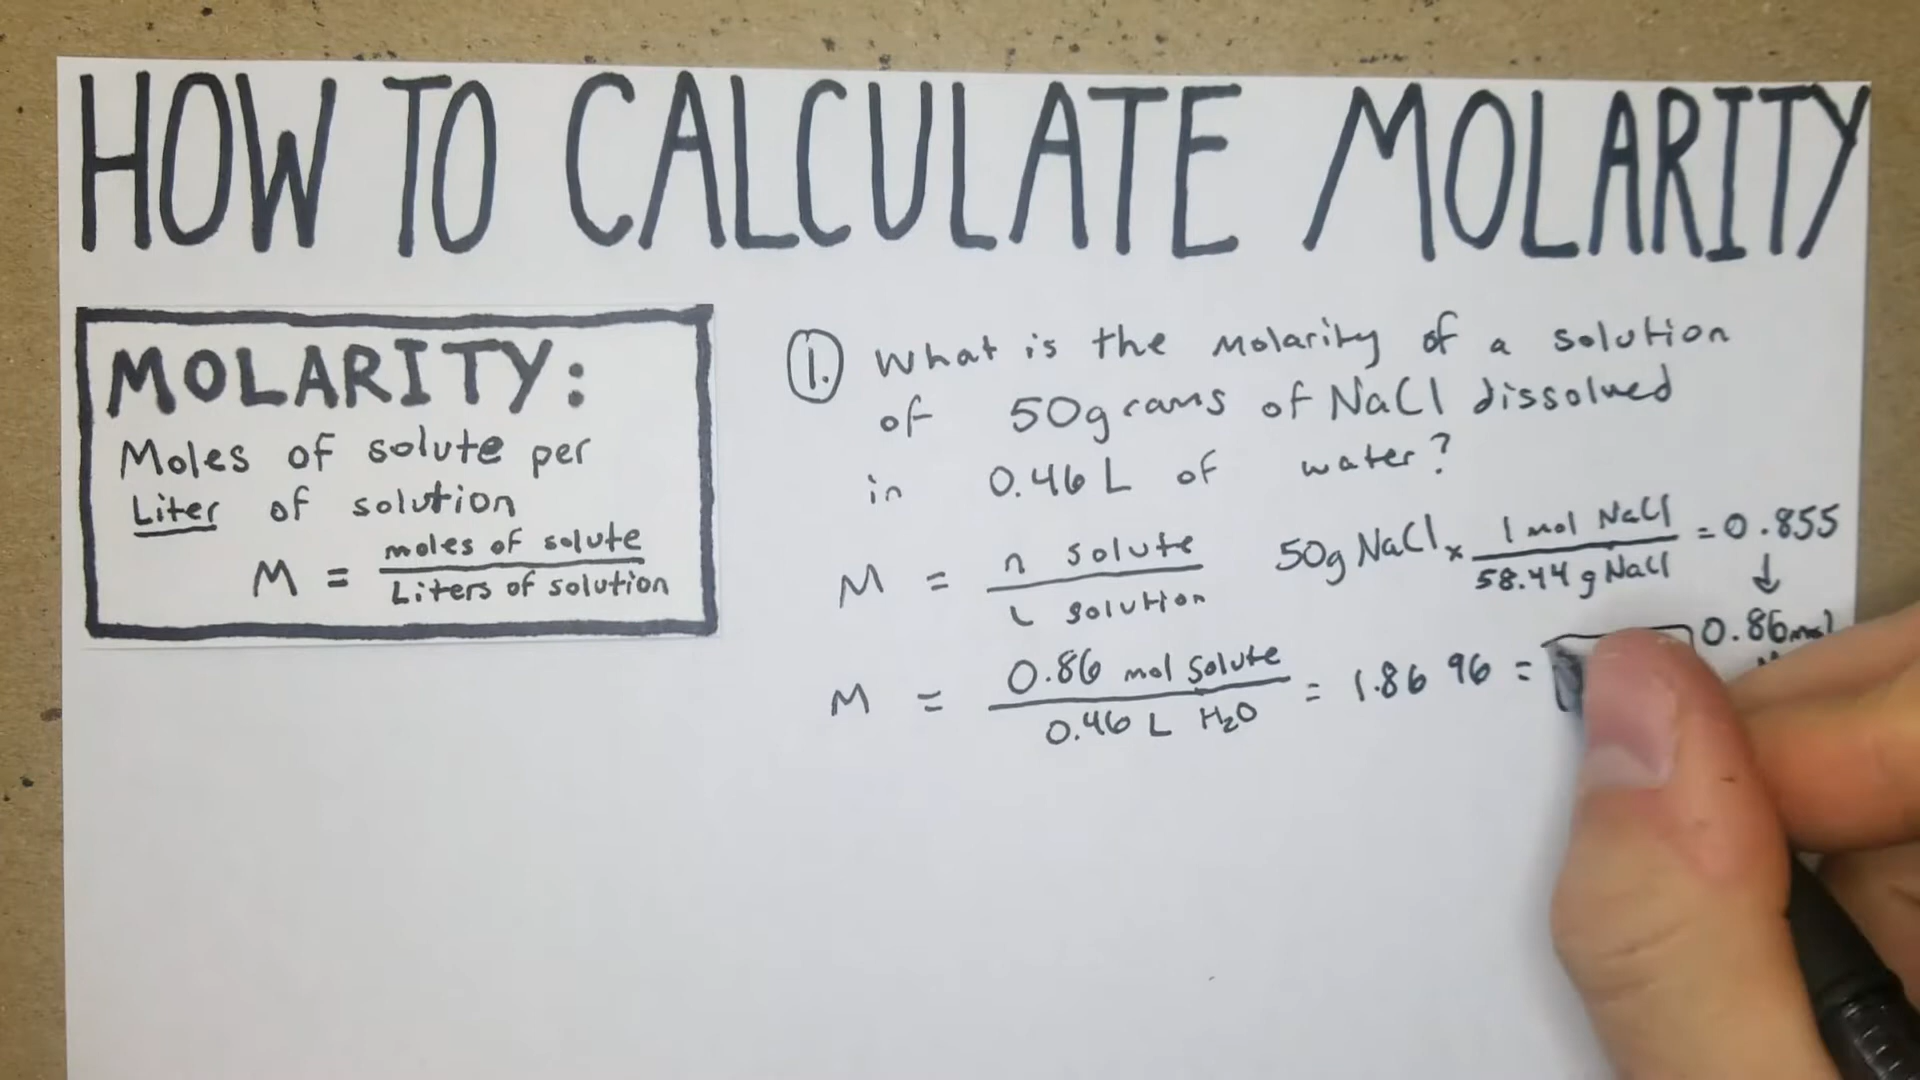 HOW TO CALCULATE MOLARITY
MOLARITY:
Moles of solute per
Liter of solution
M = moles of solute
Liters of solution
1. What is the Molarity of a solution
of 50grams of NaCl dissolved
in 0.46 L of water?
M = n solute
L solution
50g NaCl x 1 mol NaCl = 0.855
58.44 g NaCl
↓
0.86mol
M = 0.86 mol solute = 1.86 96 =
0.46 L H₂O